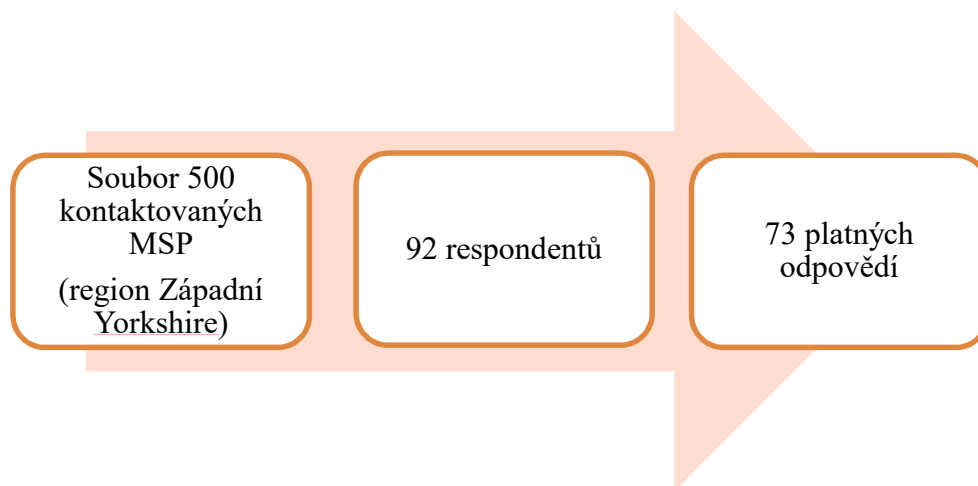 Soubor 500
kontaktovaných
MSP
(region Západní
Yorkshire)
92 respondentů
73 platných
odpovědí